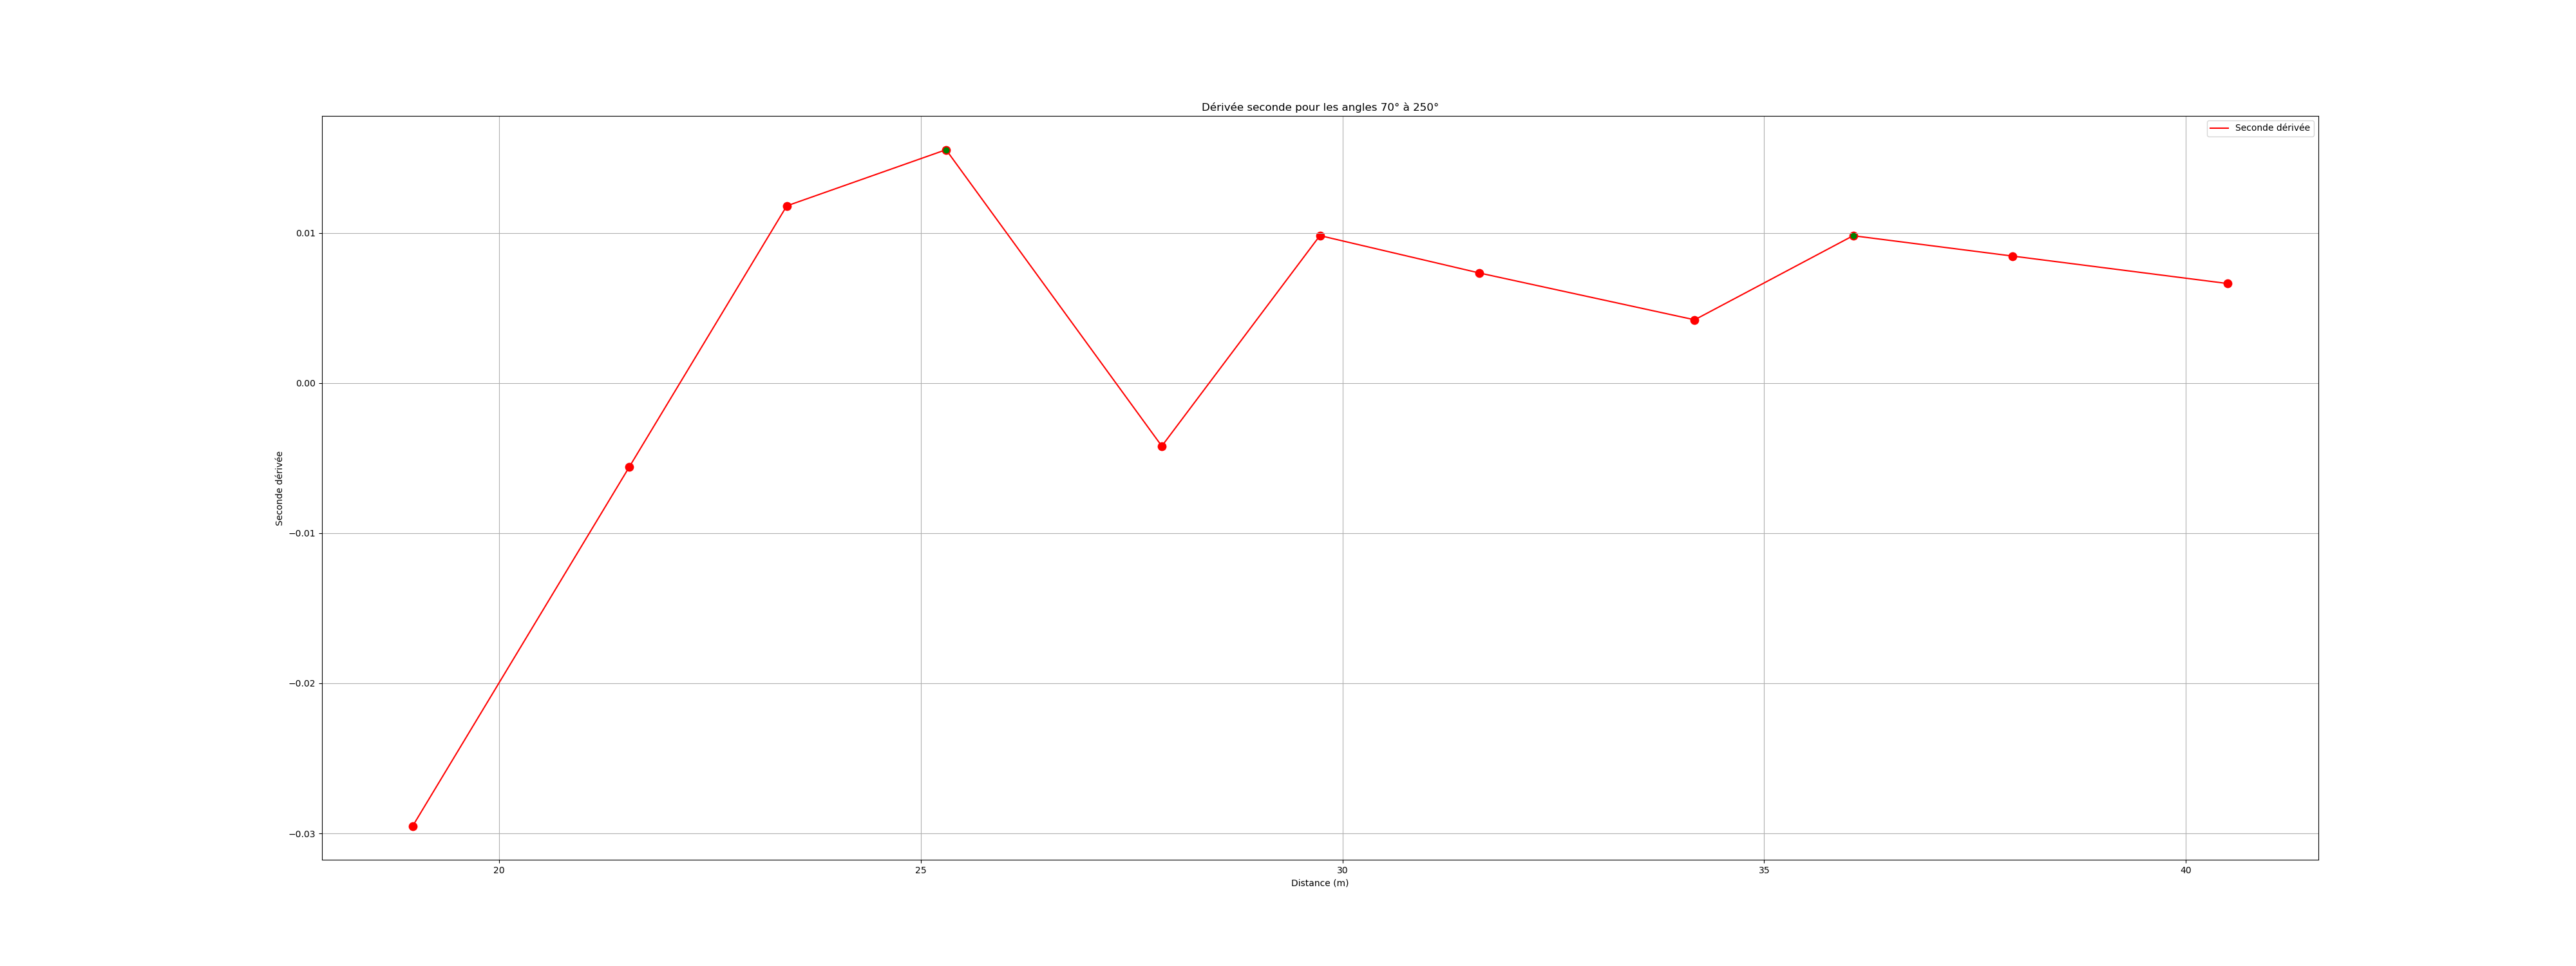 Dérivée seconde pour les angles 70° à 250°
Seconde dérivée
0.01
0.00
−0.01
−0.02
−0.03
Seconde dérivée
20 25 30 35 40
Distance (m)